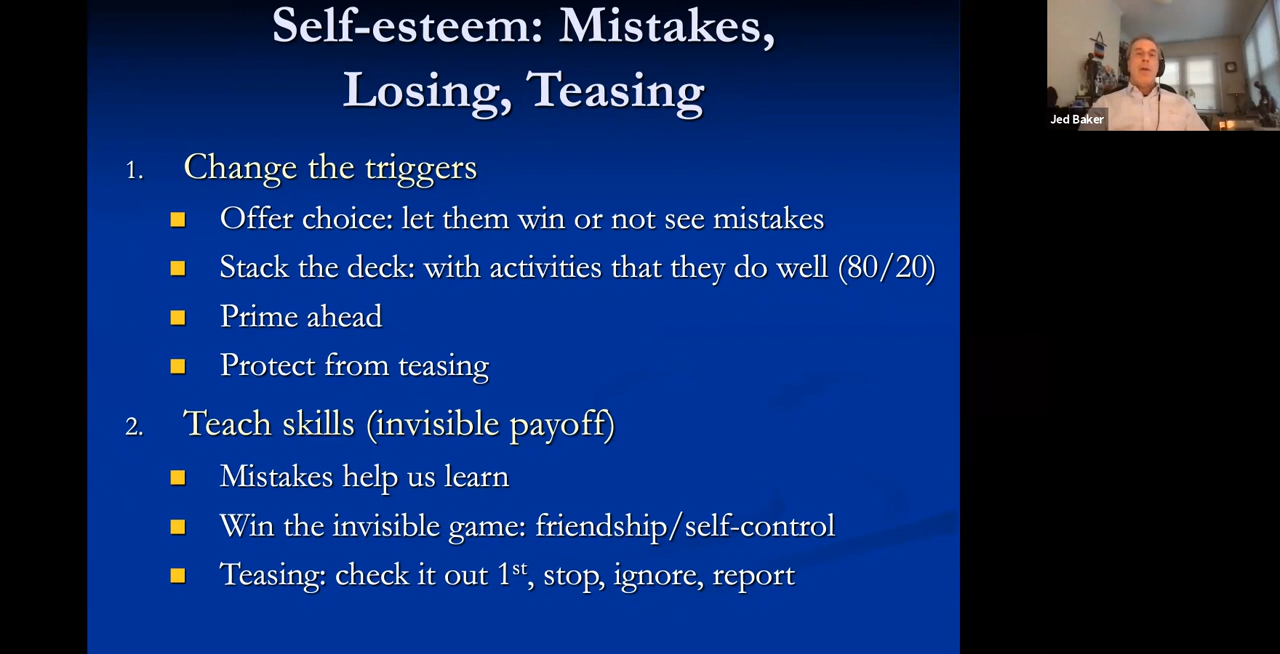 Self-esteem: Mistakes,
Losing, Teasing
1. Change the triggers
Offer choice: let them win or not see mistakes
Stack the deck: with activities that they do well (80/20)
Prime ahead
Protect from teasing
2. Teach skills (invisible payoff)
Mistakes help us learn
Win the invisible game: friendship/self-control
Teasing: check it out 1st, stop, ignore, report
Jed Baker